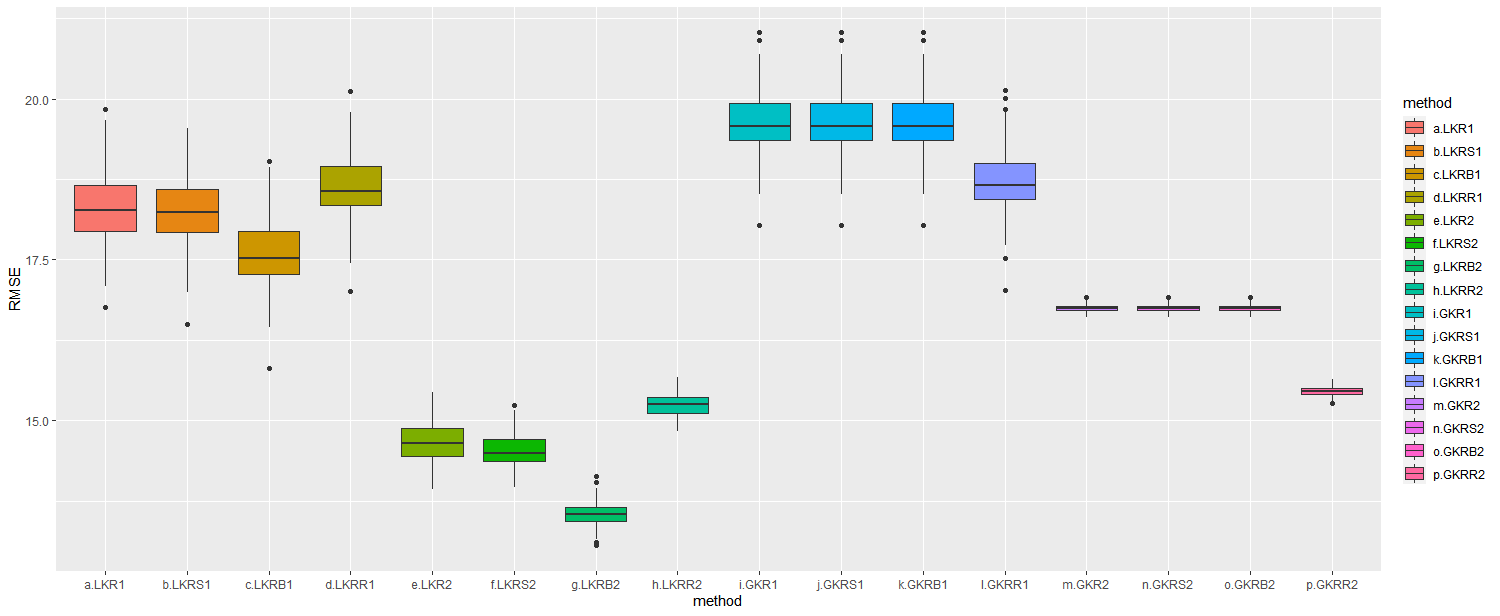 20.0
17.5
15.0
RMSE
a.LKR1 b.LKRS1 c.LKRB1 d.LKRR1 e.LKR2 f.LKRS2 g.LKRB2 h.LKRR2 i.GKR1 j.GKRS1 k.GKRB1 l.GKRR1 m.GKR2 n.GKRS2 o.GKRB2 p.GKRR2
method
method
a.LKR1
b.LKRS1
c.LKRB1
d.LKRR1
e.LKR2
f.LKRS2
g.LKRB2
h.LKRR2
i.GKR1
j.GKRS1
k.GKRB1
l.GKRR1
m.GKR2
n.GKRS2
o.GKRB2
p.GKRR2